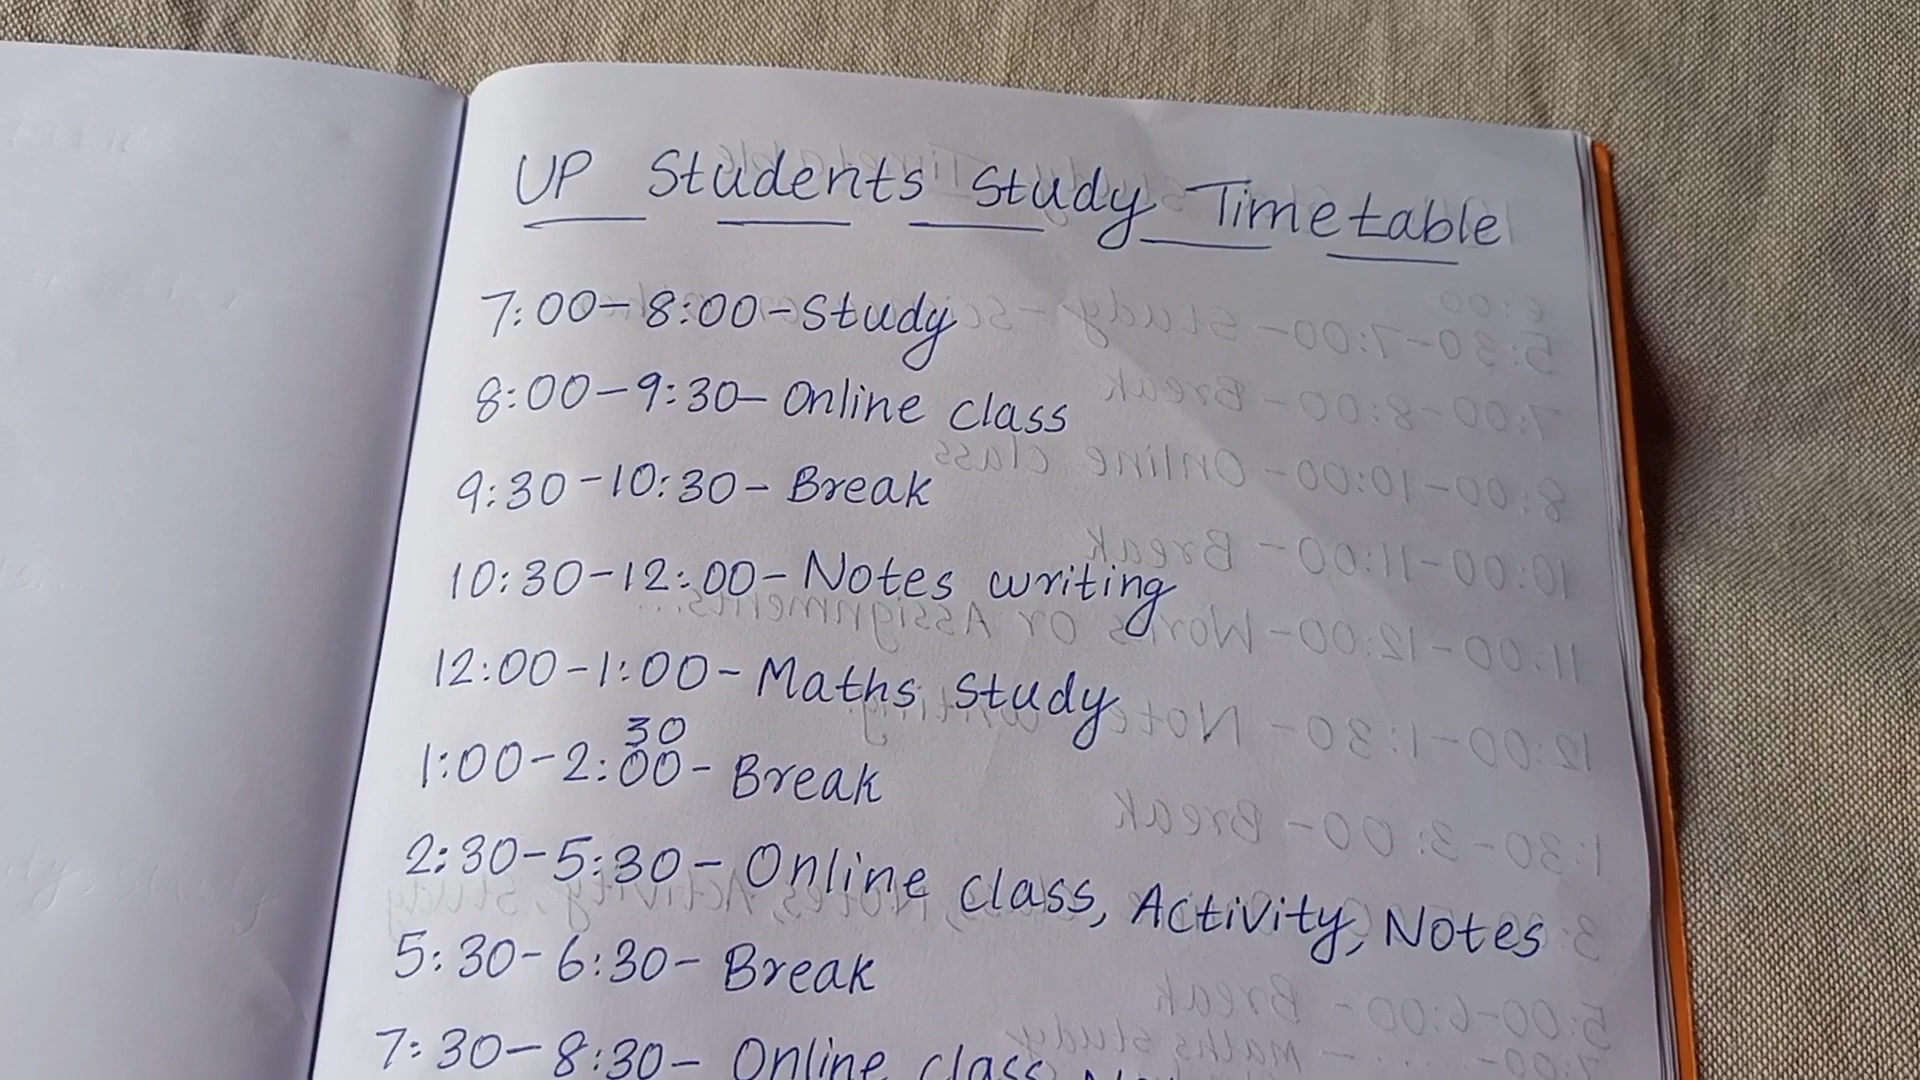 UP Students Study Timetable
7:00-8:00-Study
8:00-9:30-Online class
9:30-10:30-Break
10:30-12:00-Notes writing
12:00-1:00-Maths Study
30
1:00-2:00-Break
2:30-5:30-Online class, Activity, Notes
5:30-6:30-Break
7:30-8:30-Online class